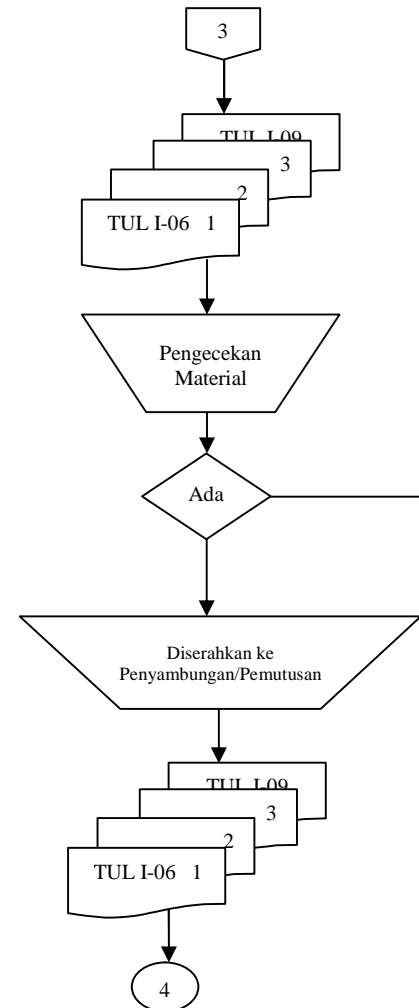 3
TUL I-09
3
2
TUL I-06 1
Pengecekan
Material
Ada
Diserahkan ke
Penyambungan/Pemutusan
TUL I-09
3
2
TUL I-06 1
4